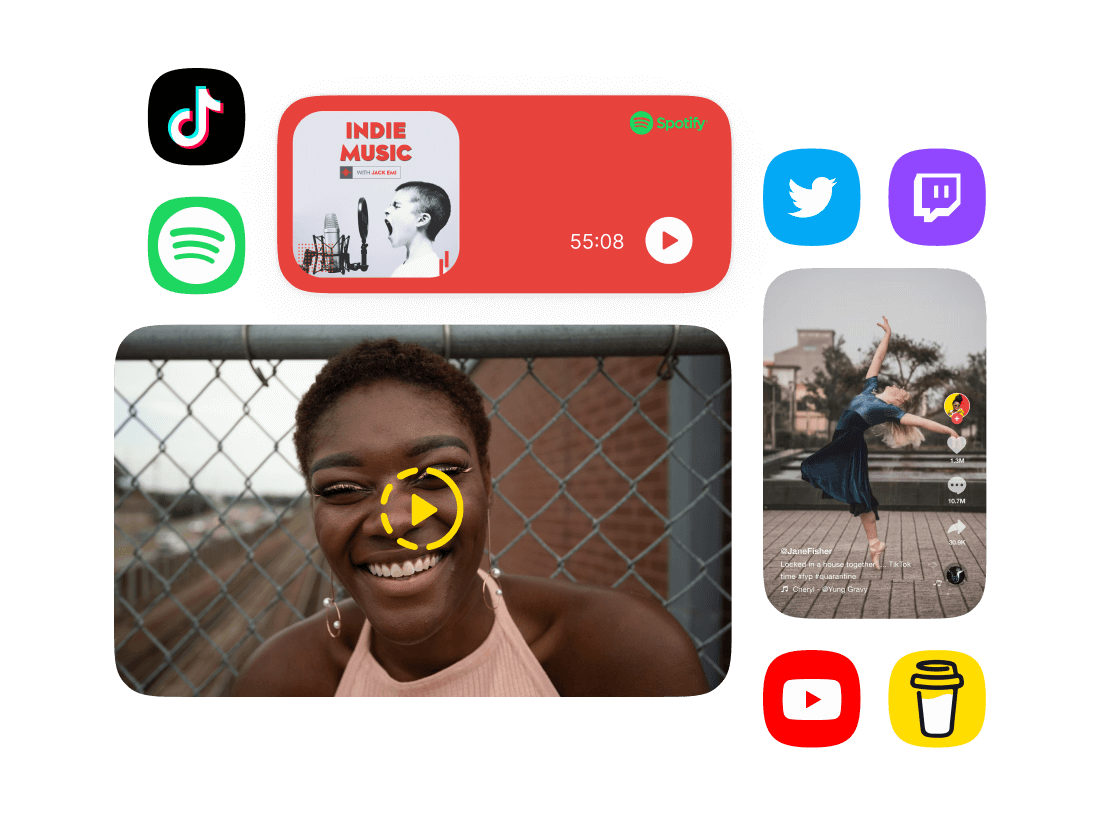 INDIE
MUSIC
WITH JACK EMI
Spotify
55:08
1.3M
10.7M
30.9K
@JaneFisher
Locked in a house together .... TikTok
time #fyp #quarantine
Cheryl - @Yung Gravy